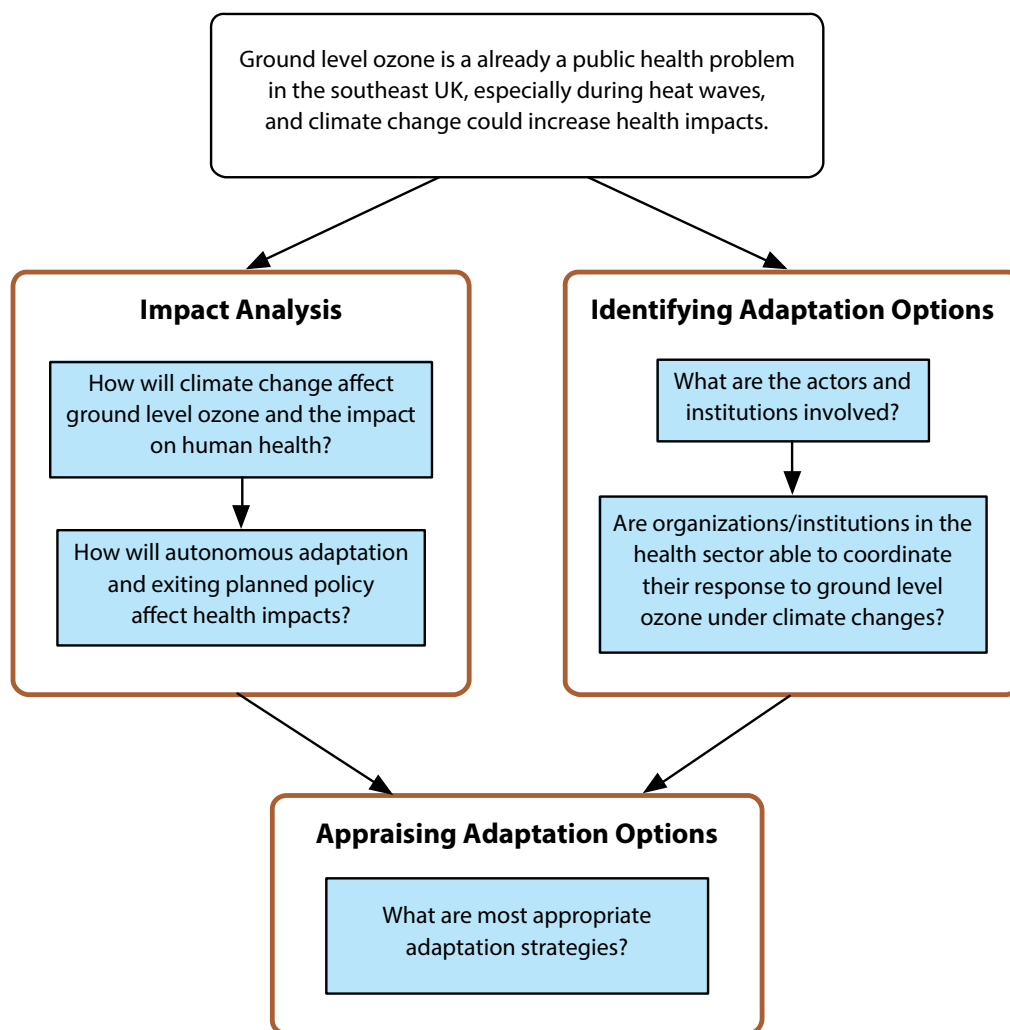 Ground level ozone is a already a public health problem
in the southeast UK, especially during heat waves,
and climate change could increase health impacts.
Impact Analysis
How will climate change affect
ground level ozone and the impact
on human health?
How will autonomous adaptation
and exiting planned policy
affect health impacts?
Identifying Adaptation Options
What are the actors and
institutions involved?
Are organizations/institutions in the
health sector able to coordinate
their response to ground level
ozone under climate changes?
Appraising Adaptation Options
What are most appropriate
adaptation strategies?